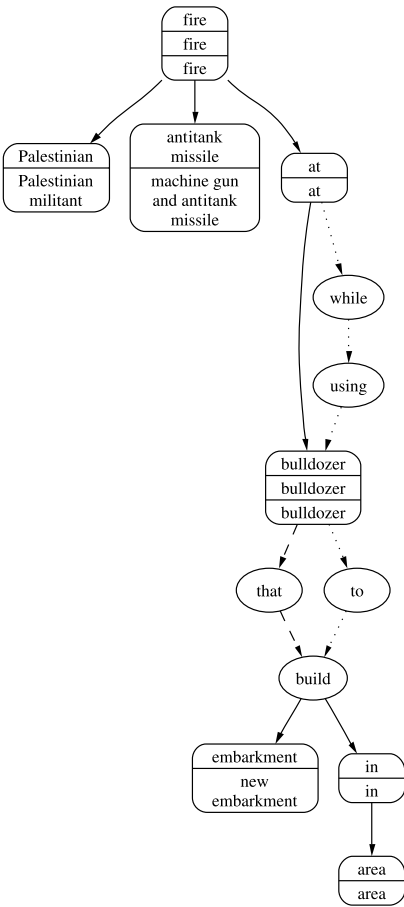 fire
fire
fire
Palestinian
Palestinian
militant
antitank
missile
machine gun
and antitank
missile
at
at
while
using
bulldozer
bulldozer
bulldozer
that
to
build
embarkment
new
embarkment
in
in
area
area